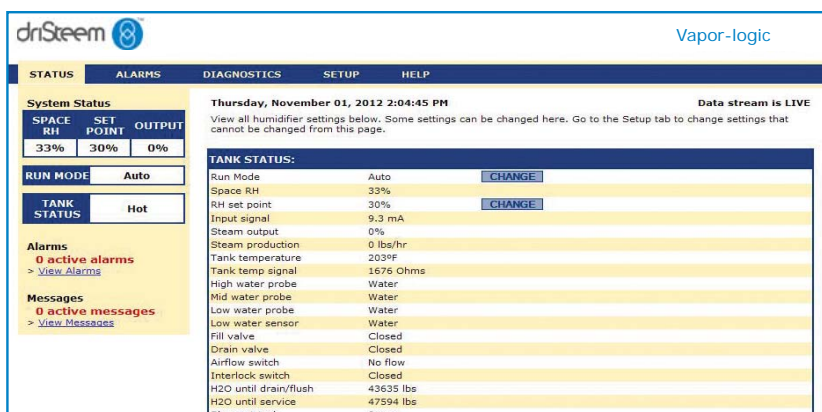 driSteem
Vapor-logic
STATUS ALARMS DIAGNOSTICS SETUP HELP
System Status
SPACE RH SET POINT OUTPUT
33% 30% 0%
RUN MODE Auto
TANK STATUS Hot
Alarms
0 active alarms
> View Alarms
Messages
0 active messages
> View Messages
Thursday, November 01, 2012 2:04:45 PM Data stream is LIVE
View all humidifier settings below. Some settings can be changed here. Go to the Setup tab to change settings that
cannot be changed from this page.
TANK STATUS:
Run Mode Auto CHANGE
Space RH 33%
RH set point 30% CHANGE
Input signal 9.3 mA
Steam output 0%
Steam production 0 lbs/hr
Tank temperature 203ºF
Tank temp signal 1676 Ohms
High water probe Water
Mid water probe Water
Low water probe Water
Low water sensor Water
Fill valve Closed
Drain valve Closed
Airflow switch No flow
Interlock switch Closed
H2O until drain/flush 43635 lbs
H2O until service 47594 lbs